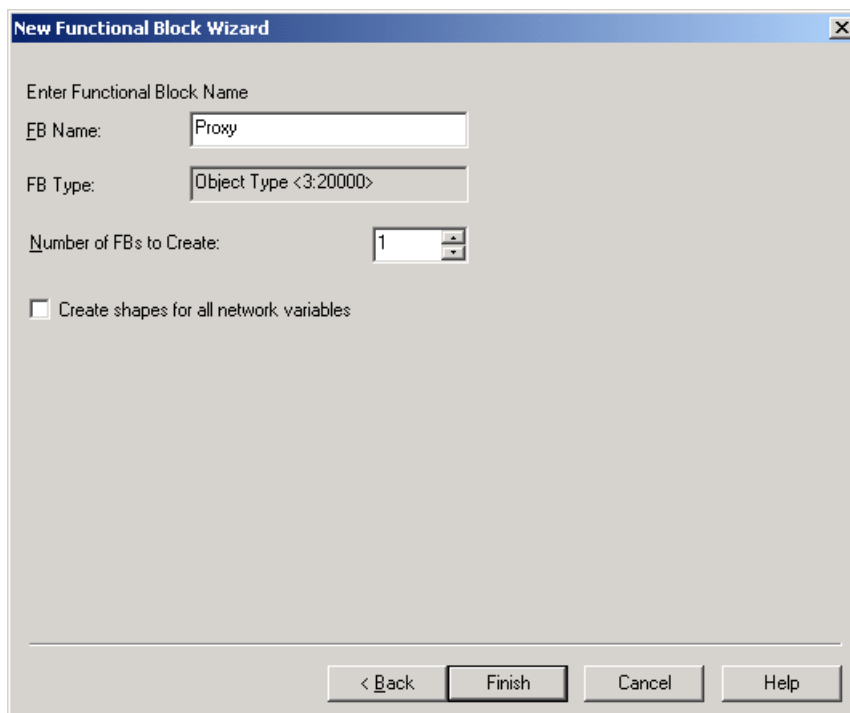 New Functional Block Wizard
Enter Functional Block Name
FB Name: Proxy
FB Type: Object Type <3:20000>
Number of FBs to Create: 1
Create shapes for all network variables
< Back Finish Cancel Help